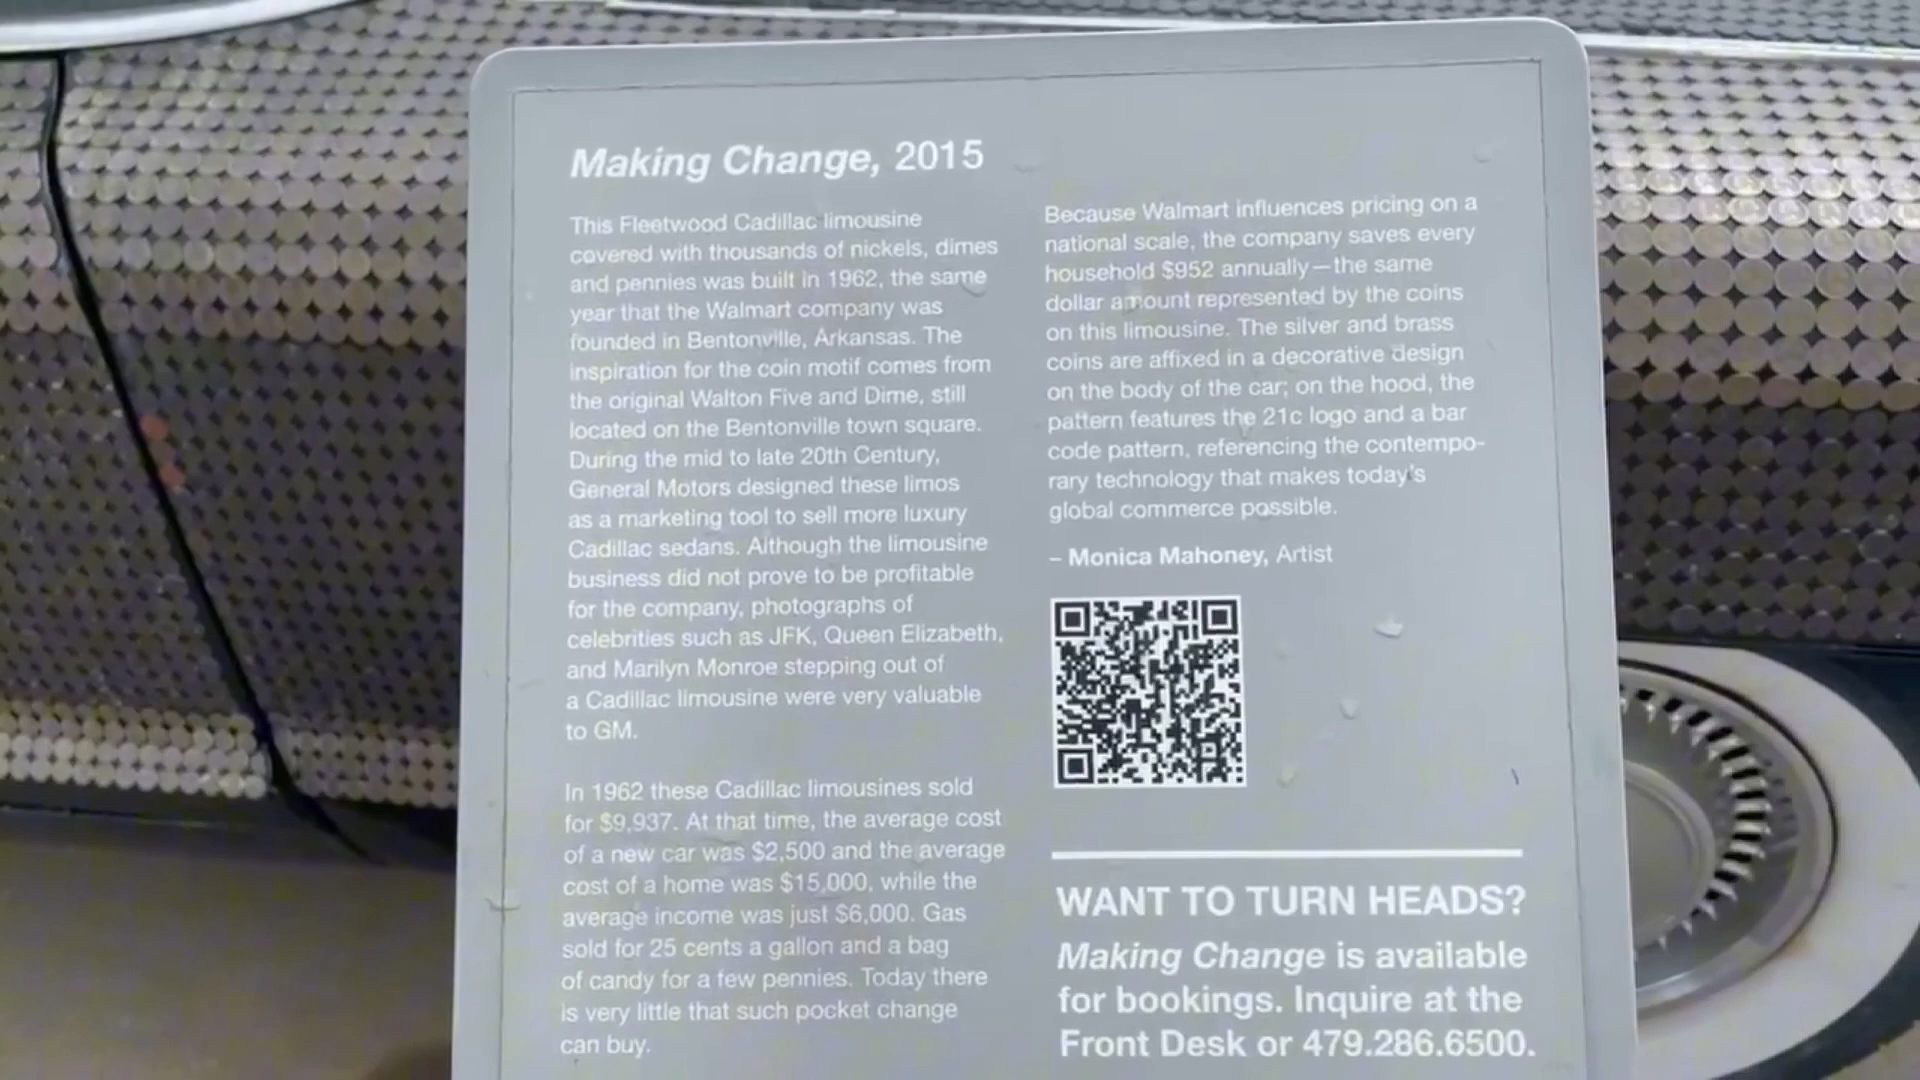 Making Change, 2015
This Fleetwood Cadillac limousine
covered with thousands of nickels, dimes
and pennies was built in 1962, the same
year that the Walmart company was
founded in Bentonville, Arkansas. The
inspiration for the coin motif comes from
the original Walton Five and Dime, still
located on the Bentonville town square.
During the mid to late 20th Century,
General Motors designed these limos
as a marketing tool to sell more luxury
Cadillac sedans. Although the limousine
business did not prove to be profitable
for the company, photographs of
celebrities such as JFK, Queen Elizabeth,
and Marilyn Monroe stepping out of
a Cadillac limousine were very valuable
to GM.
In 1962 these Cadillac limousines sold
for $9,937. At that time, the average cost
of a new car was $2,500 and the average
cost of a home was $15,000, while the
average income was just $6,000. Gas
sold for 25 cents a gallon and a bag
of candy for a few pennies. Today there
is very little that such pocket change
can buy.
Because Walmart influences pricing on a
national scale, the company saves every
household $952 annually—the same
dollar amount represented by the coins
on this limousine. The silver and brass
coins are affixed in a decorative design
on the body of the car; on the hood, the
pattern features the 21c logo and a bar
code pattern, referencing the contempo-
rary technology that makes today's
global commerce possible.
– Monica Mahoney, Artist
WANT TO TURN HEADS?
Making Change is available
for bookings. Inquire at the
Front Desk or 479.286.6500.